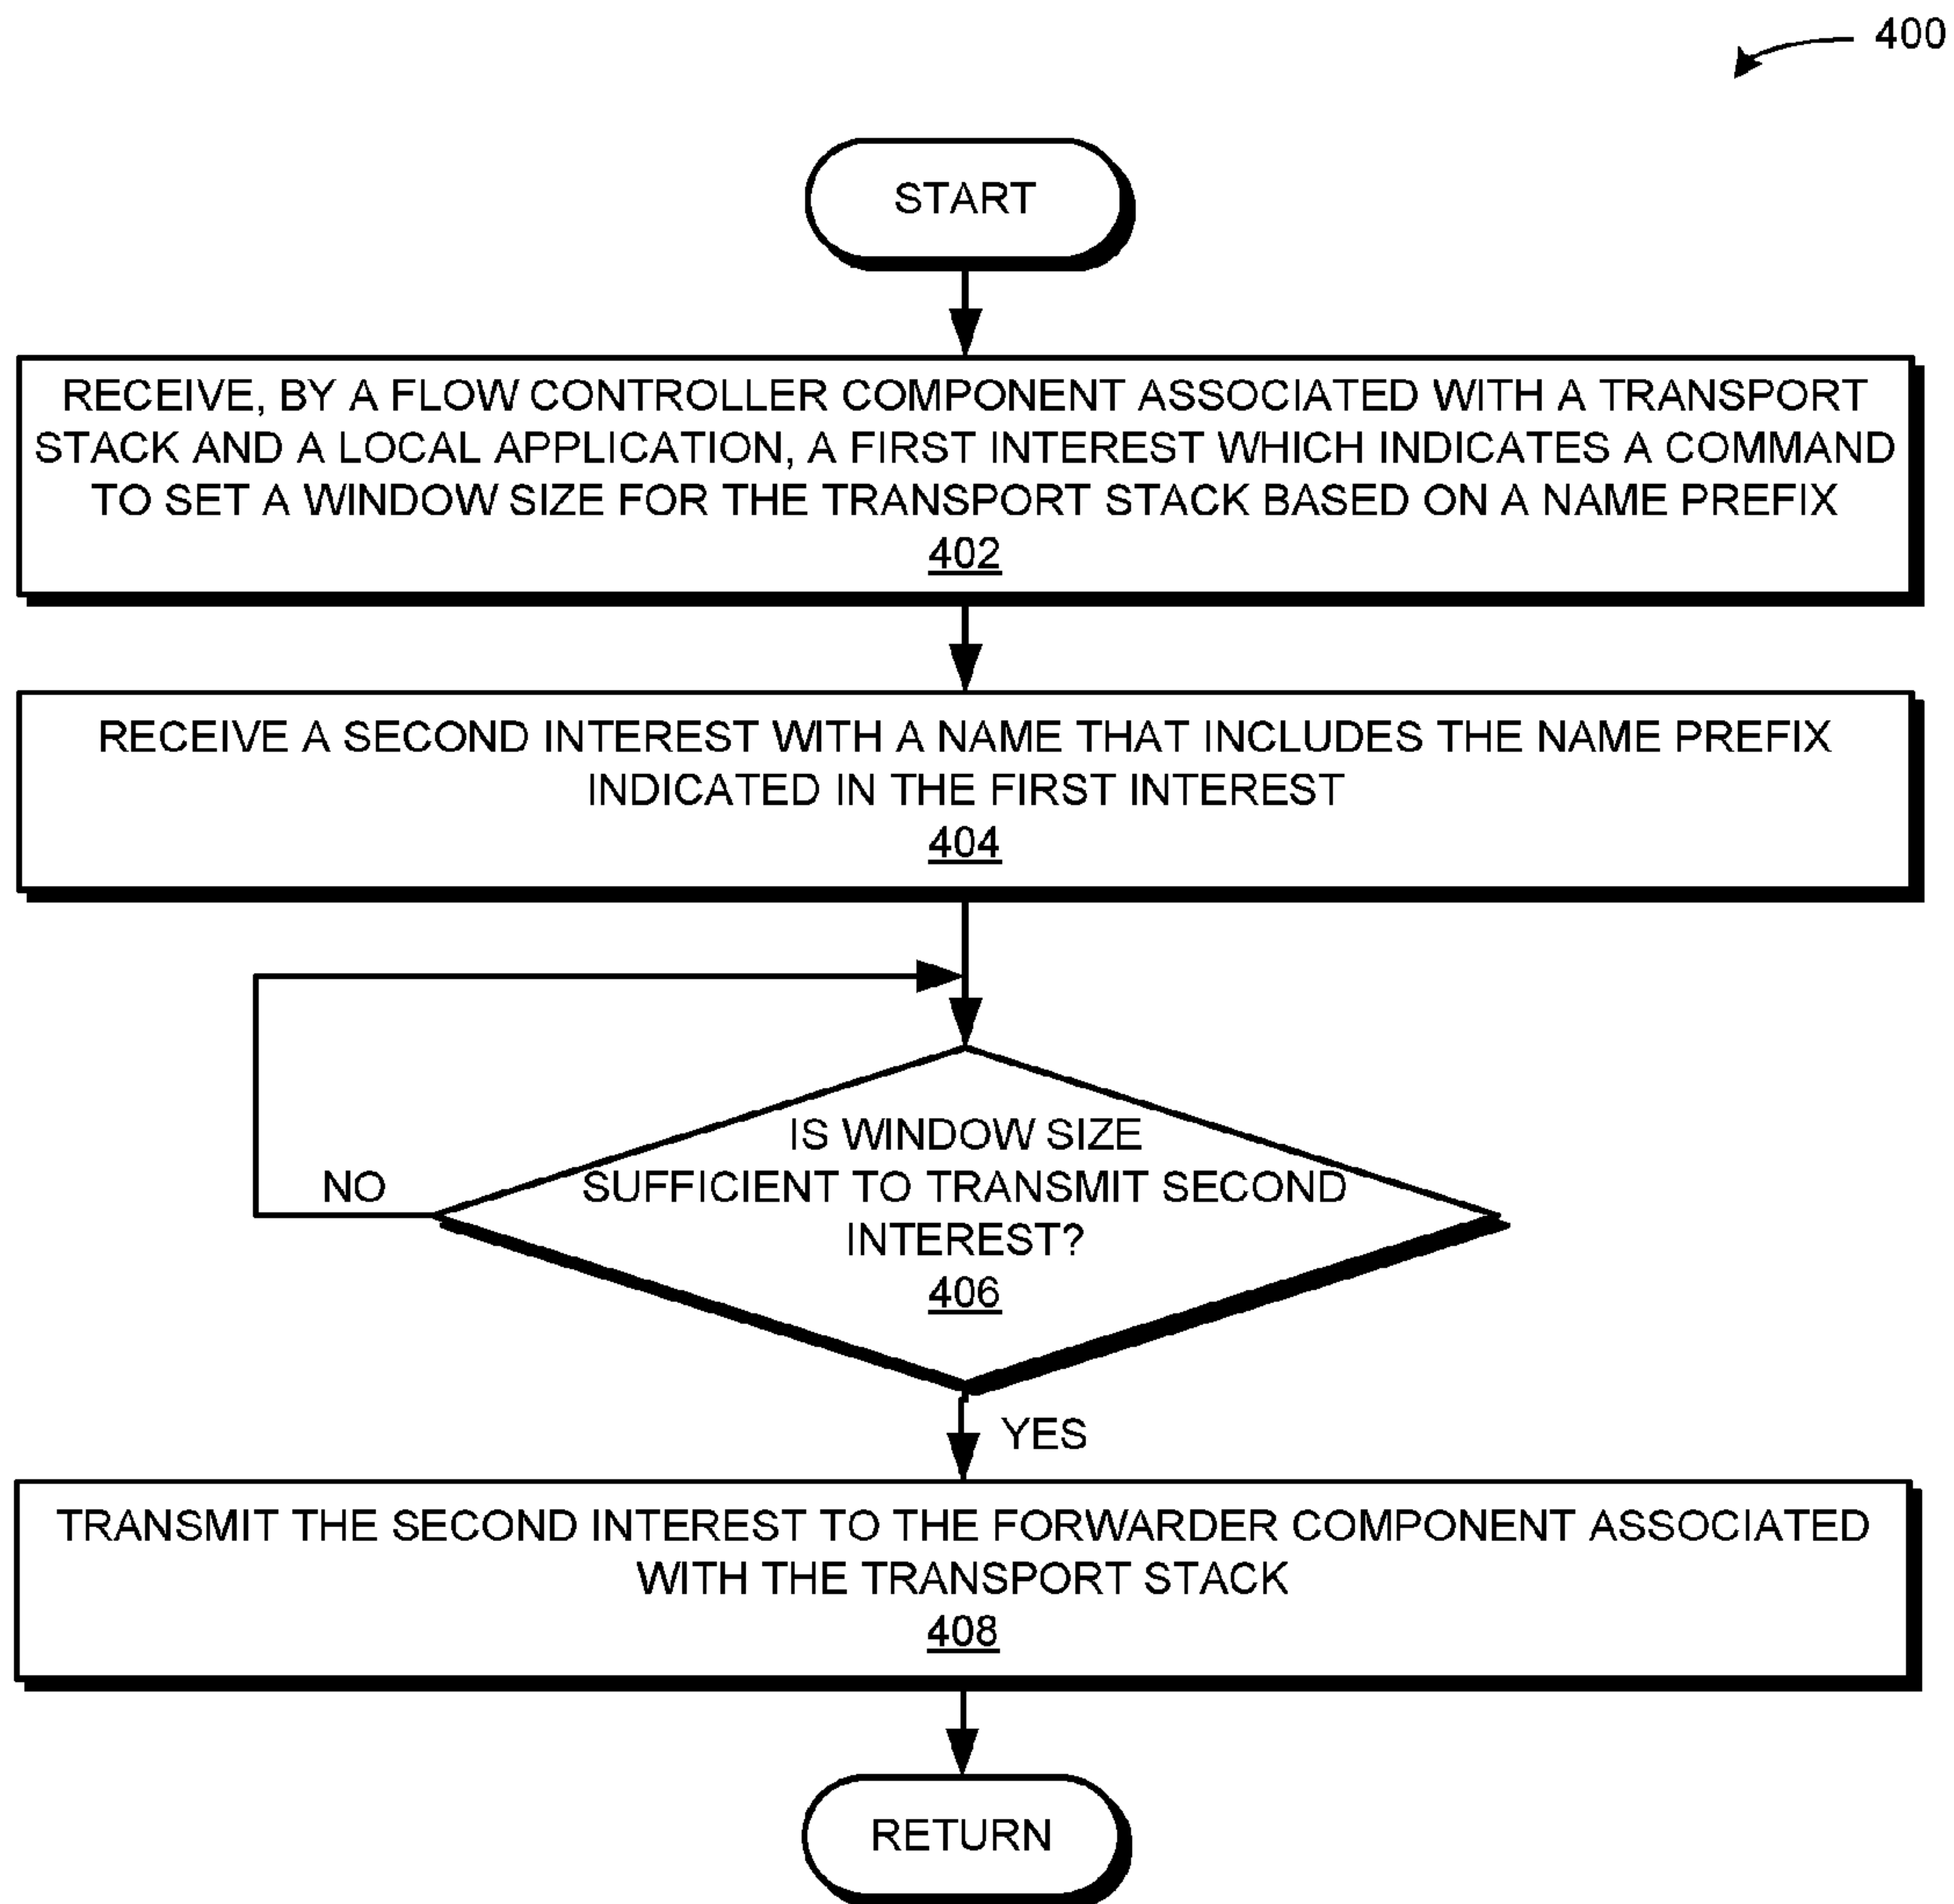 400
START
RECEIVE, BY A FLOW CONTROLLER COMPONENT ASSOCIATED WITH A TRANSPORT
STACK AND A LOCAL APPLICATION, A FIRST INTEREST WHICH INDICATES A COMMAND
TO SET A WINDOW SIZE FOR THE TRANSPORT STACK BASED ON A NAME PREFIX
402
RECEIVE A SECOND INTEREST WITH A NAME THAT INCLUDES THE NAME PREFIX
INDICATED IN THE FIRST INTEREST
404
IS WINDOW SIZE
SUFFICIENT TO TRANSMIT SECOND
INTEREST?
406
NO
YES
TRANSMIT THE SECOND INTEREST TO THE FORWARDER COMPONENT ASSOCIATED
WITH THE TRANSPORT STACK
408
RETURN